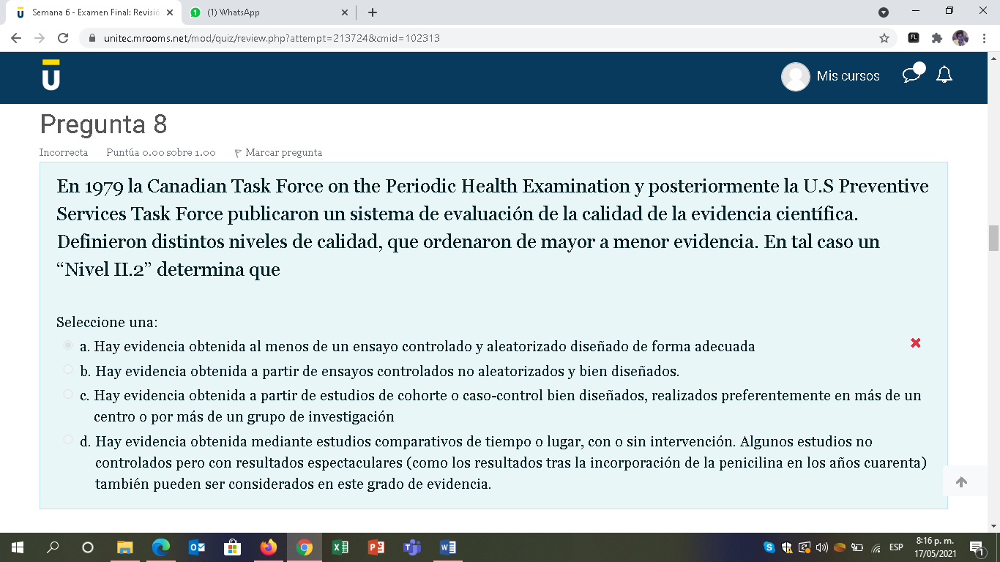 Semana 6 - Examen Final: Revisió
(1) WhatsApp
unitec.mrooms.net/mod/quiz/review.php?attempt=213724&cmid=102313
FL
U
Mis cursos
Pregunta 8
Incorrecta Puntúa 0.00 sobre 1.00 Marcar pregunta
En 1979 la Canadian Task Force on the Periodic Health Examination y posteriormente la U.S Preventive
Services Task Force publicaron un sistema de evaluación de la calidad de la evidencia científica.
Definieron distintos niveles de calidad, que ordenaron de mayor a menor evidencia. En tal caso un
“Nivel II.2” determina que
Seleccione una:
a. Hay evidencia obtenida al menos de un ensayo controlado y aleatorizado diseñado de forma adecuada
b. Hay evidencia obtenida a partir de ensayos controlados no aleatorizados y bien diseñados.
c. Hay evidencia obtenida a partir de estudios de cohorte o caso-control bien diseñados, realizados preferentemente en más de un
centro o por más de un grupo de investigación
d. Hay evidencia obtenida mediante estudios comparativos de tiempo o lugar, con o sin intervención. Algunos estudios no
controlados pero con resultados espectaculares (como los resultados tras la incorporación de la penicilina en los años cuarenta)
también pueden ser considerados en este grado de evidencia.
ESP
8:16 p. m.
17/05/2021
1